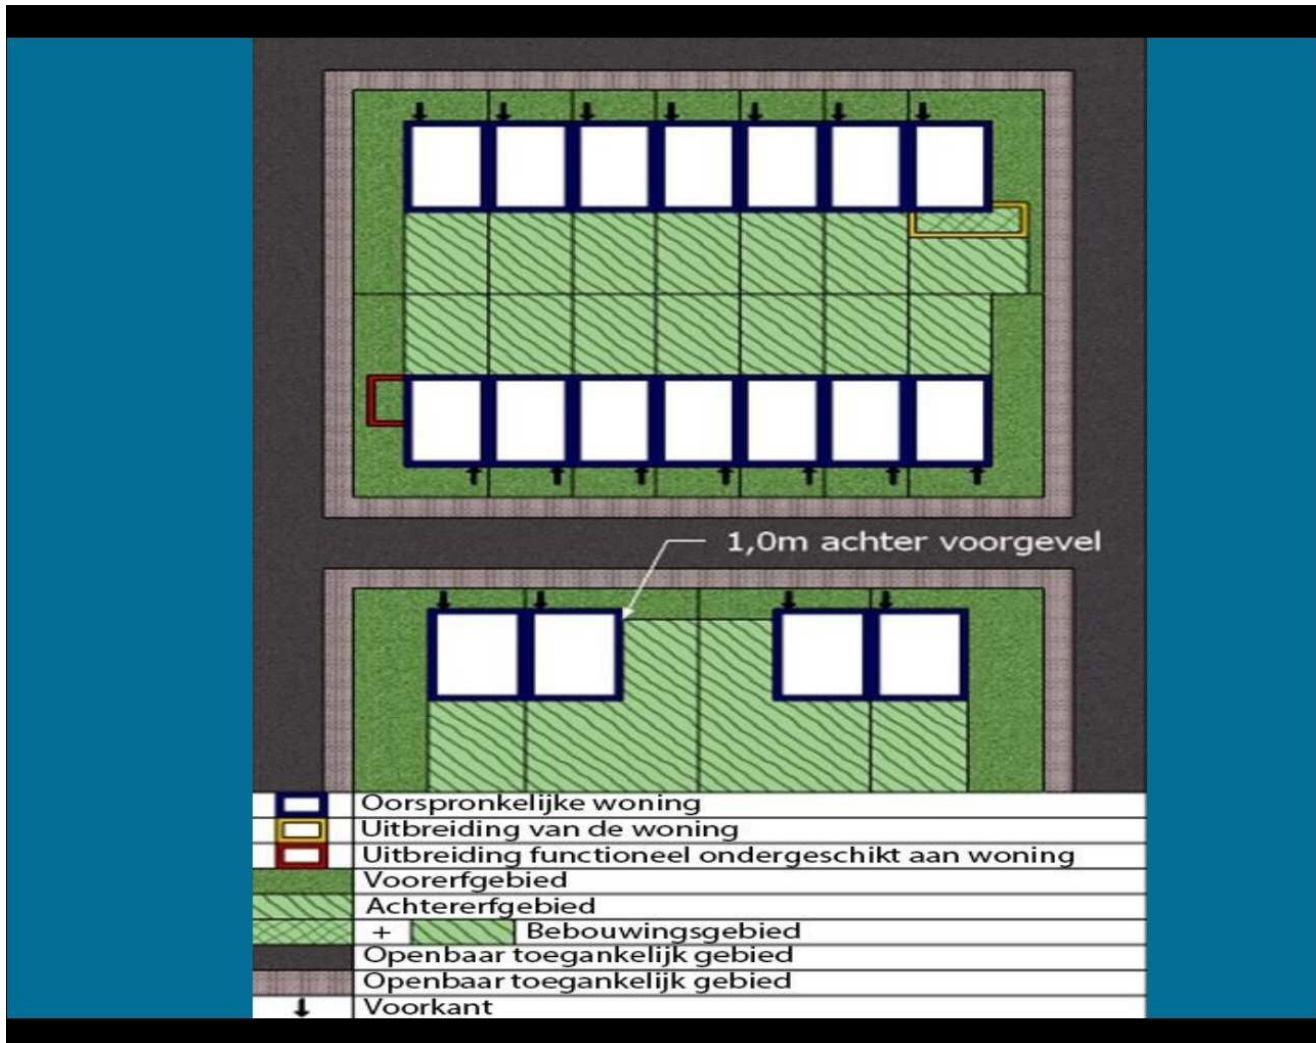 1,0m achter voorgevel
Oorspronkelijke woning
Uitbreiding van de woning
Uitbreiding functioneel ondergeschikt aan woning
Voorerfgebied
Achtererfgebied
+ Bebouwingsgebied
Openbaar toegankelijk gebied
Openbaar toegankelijk gebied
Voorkant